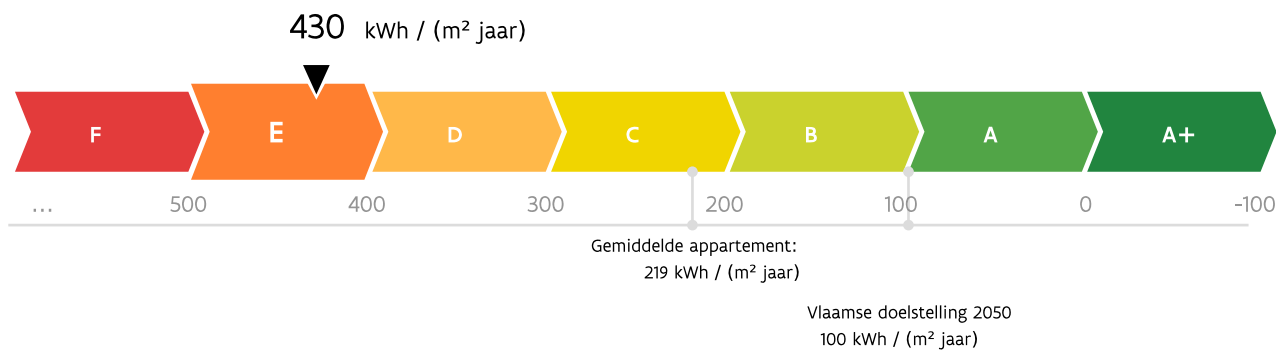 430 kWh / (m² jaar)
F E D C B A A+
... 500 400 300 200 100 0 -100
Gemiddelde appartement:
219 kWh / (m² jaar)
Vlaamse doelstelling 2050
100 kWh / (m² jaar)